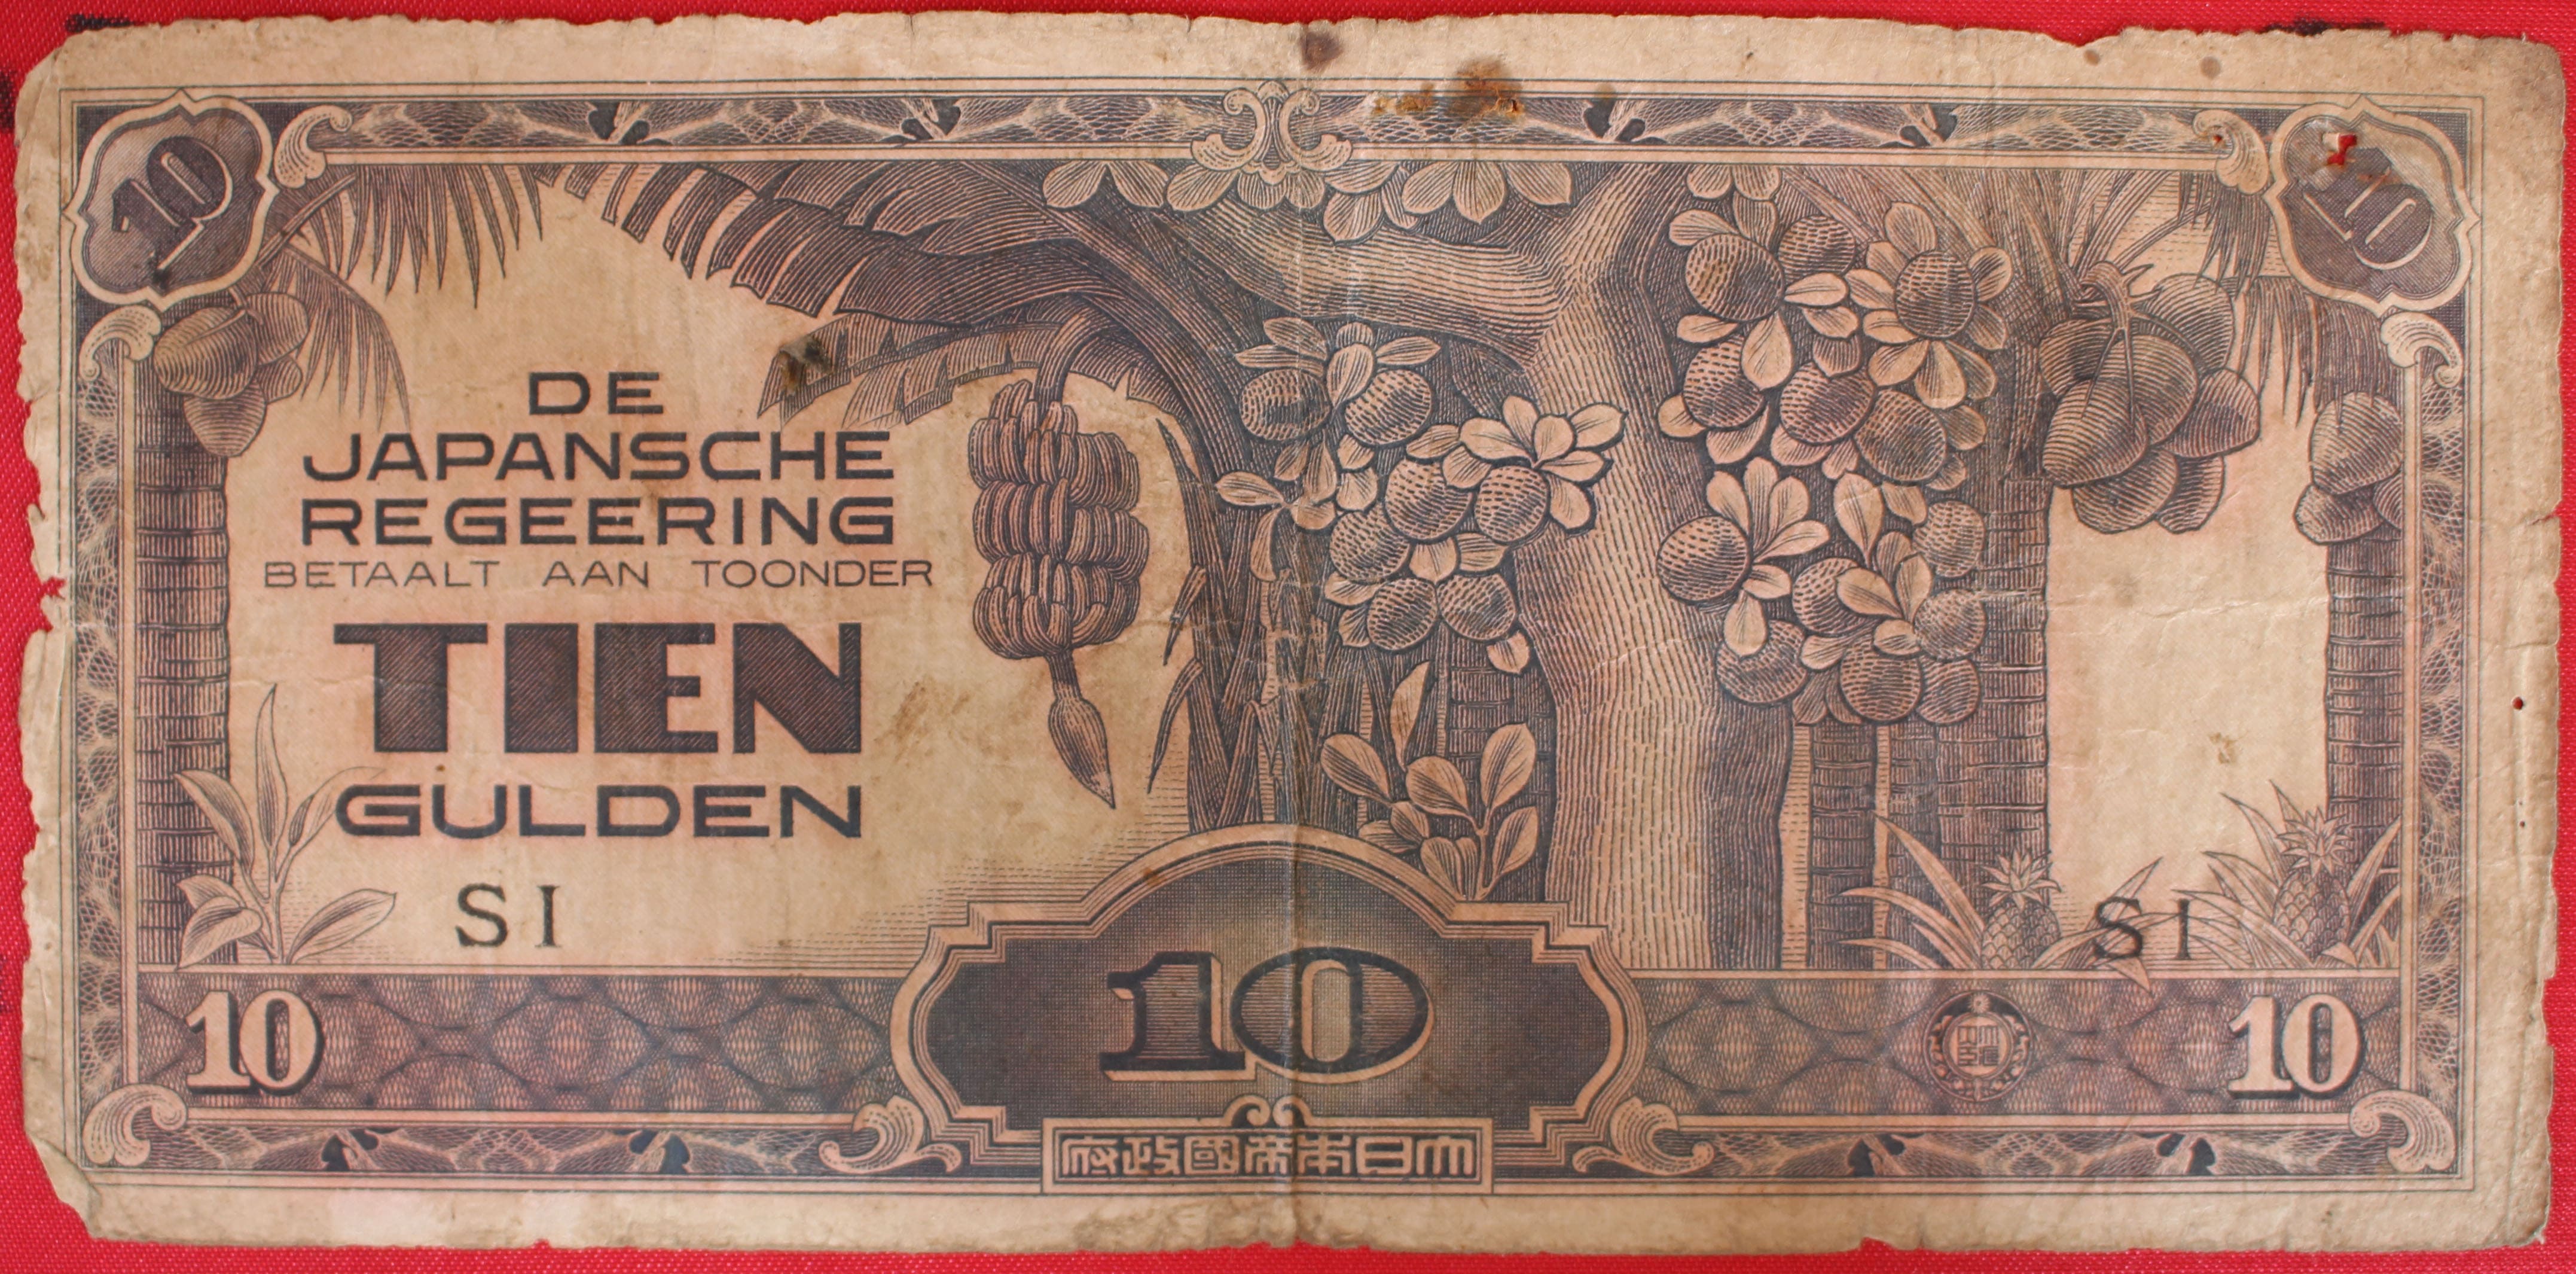 10
10
DE
JAPANSCHE
REGEERING
BETAALT AAN TOONDER
TIEN
GULDEN
SI
SI
10
10
10
府政國帝本日大